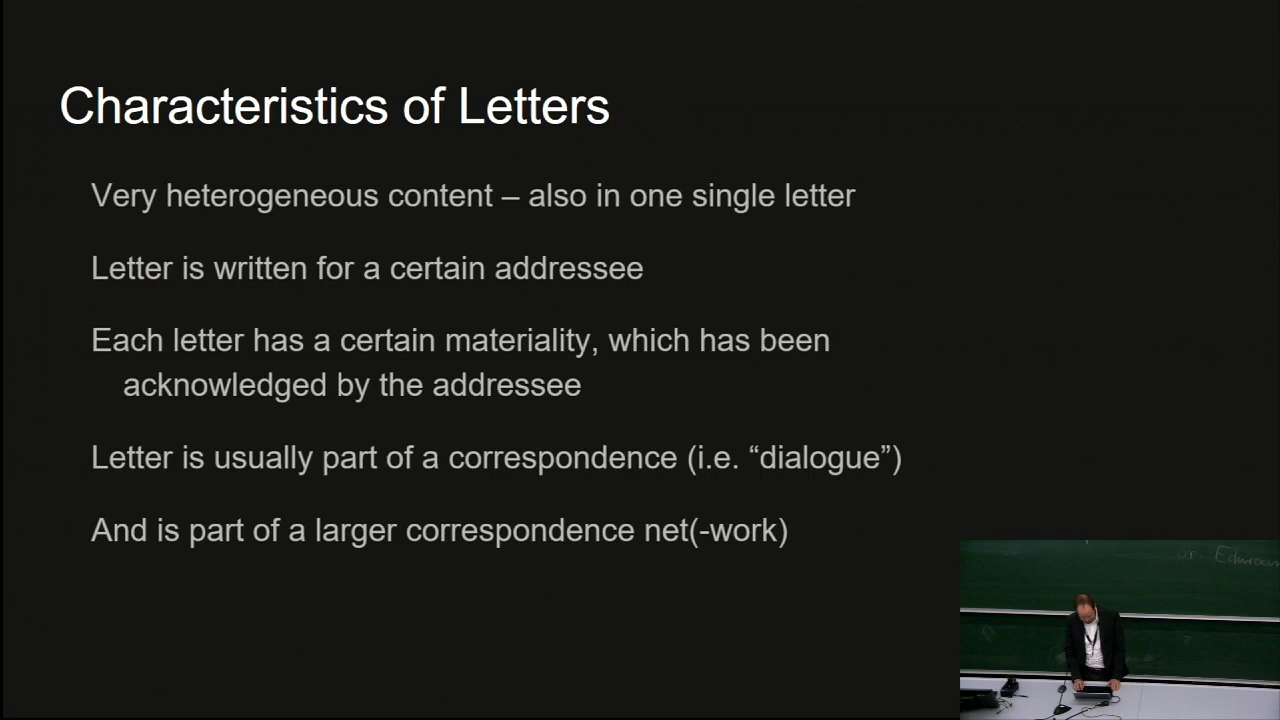 Characteristics of Letters
Very heterogeneous content – also in one single letter
Letter is written for a certain addressee
Each letter has a certain materiality, which has been
acknowledged by the addressee
Letter is usually part of a correspondence (i.e. “dialogue”)
And is part of a larger correspondence net(-work)
or